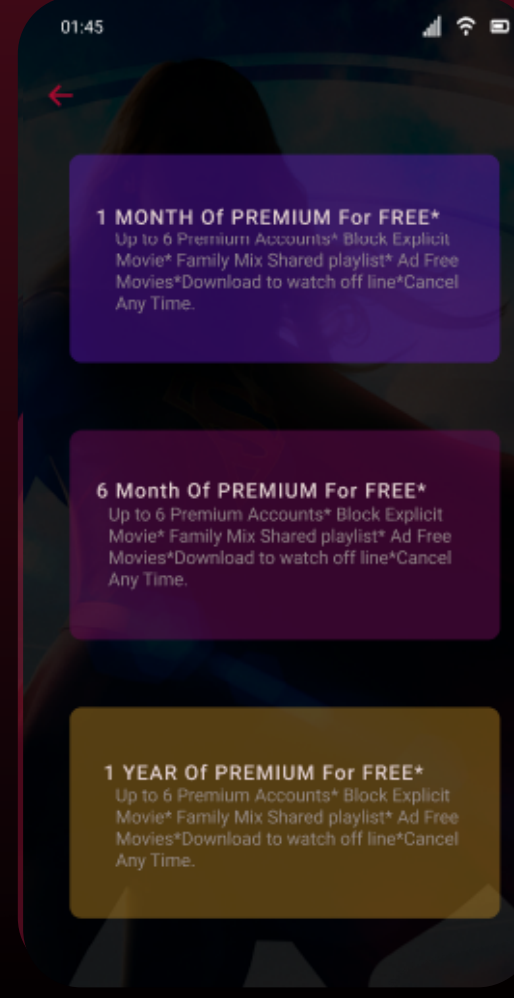 01:45
1 MONTH Of PREMIUM For FREE*
Up to 6 Premium Accounts* Block Explicit
Movie* Family Mix Shared playlist* Ad Free
Movies*Download to watch off line*Cancel
Any Time.
6 Month Of PREMIUM For FREE*
Up to 6 Premium Accounts* Block Explicit
Movie* Family Mix Shared playlist* Ad Free
Movies*Download to watch off line*Cancel
Any Time.
1 YEAR Of PREMIUM For FREE*
Up to 6 Premium Accounts* Block Explicit
Movie* Family Mix Shared playlist* Ad Free
Movies*Download to watch off line*Cancel
Any Time.